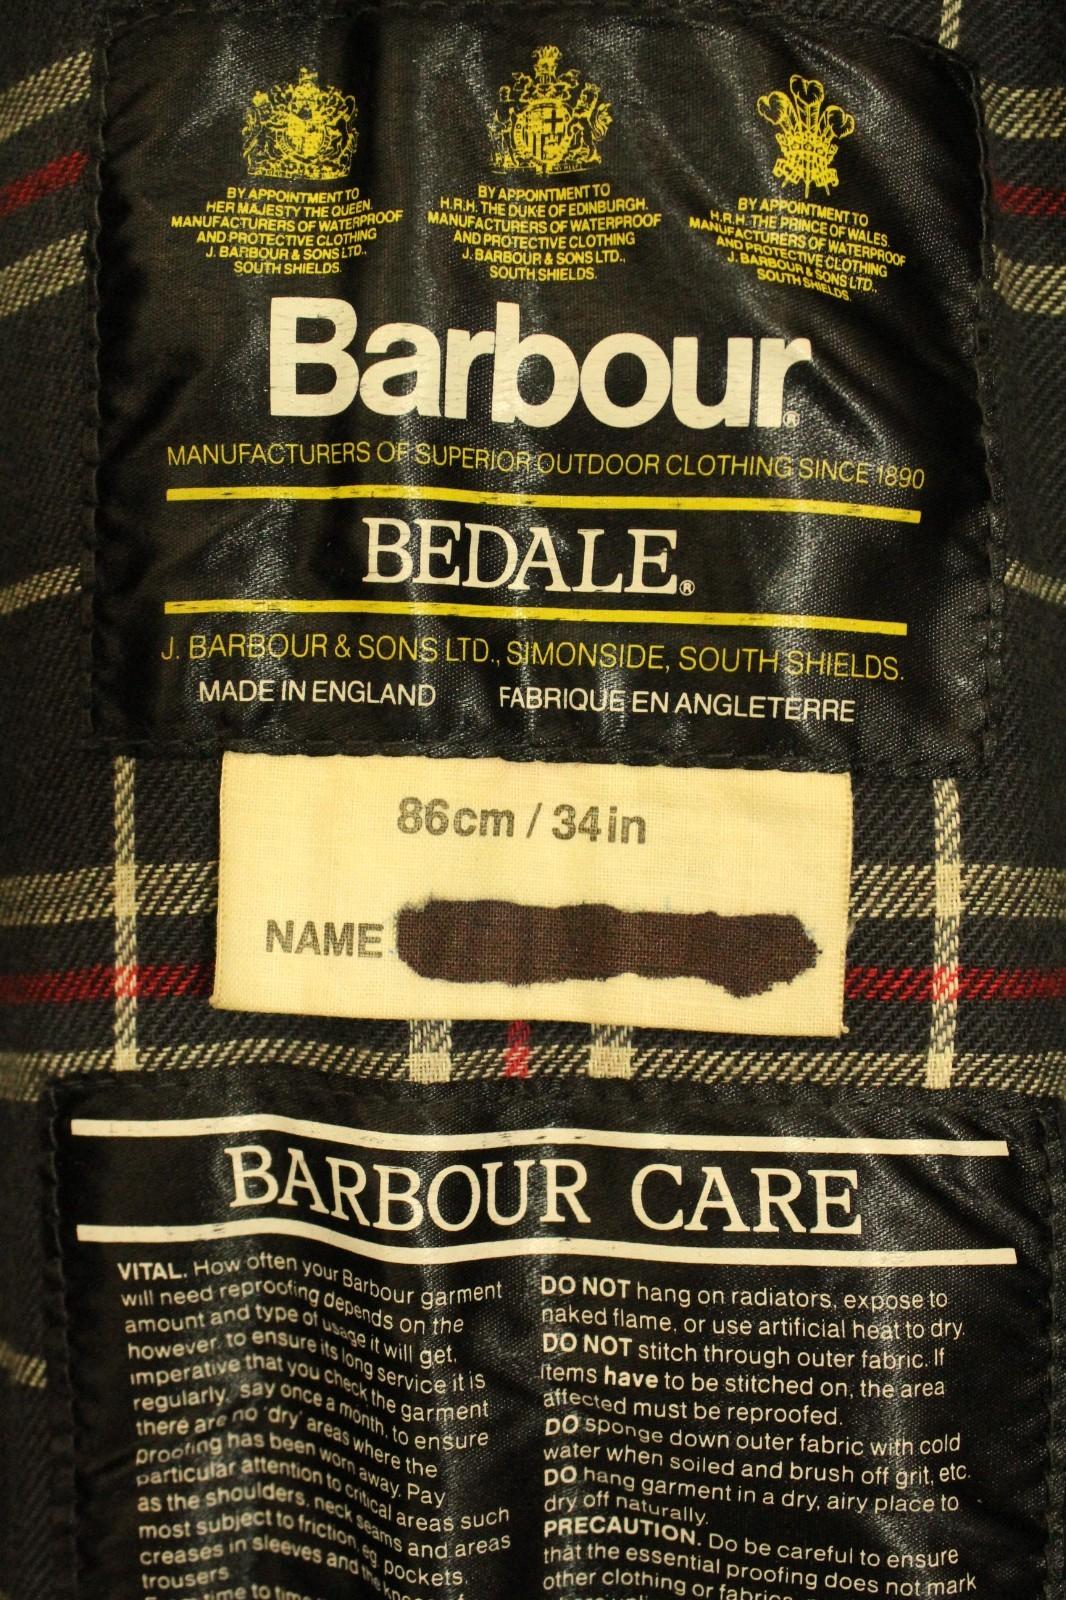 BY APPOINTMENT TO
HER MAJESTY THE QUEEN.
MANUFACTURERS OF WATERPROOF
AND PROTECTIVE CLOTHING
J. BARBOUR & SONS LTD.,
SOUTH SHIELDS.
BY APPOINTMENT TO
H.R.H. THE DUKE OF EDINBURGH.
MANUFACTURERS OF WATERPROOF
AND PROTECTIVE CLOTHING
J. BARBOUR & SONS LTD.,
SOUTH SHIELDS.
BY APPOINTMENT TO
H.R.H. THE PRINCE OF WALES.
MANUFACTURERS OF WATERPROOF
AND PROTECTIVE CLOTHING
J. BARBOUR & SONS LTD.,
SOUTH SHIELDS.
Barbour®
MANUFACTURERS OF SUPERIOR OUTDOOR CLOTHING SINCE 1890
BEDALE®
J. BARBOUR & SONS LTD., SIMONSIDE, SOUTH SHIELDS.
MADE IN ENGLAND FABRIQUE EN ANGLETERRE
86cm / 34in
NAME
BARBOUR CARE
VITAL. How often your Barbour garment
will need reproofing depends on the
amount and type of usage it will get,
however, to ensure its long service it is
imperative that you check the garment
regularly, say once a month, to ensure
there are no 'dry' areas where the
proofing has been worn away. Pay
particular attention to critical areas such
as the shoulders, neck seams and areas
most subject to friction, eg. pockets,
creases in sleeves and the knees of
trousers
From time to time
DO NOT hang on radiators, expose to
naked flame, or use artificial heat to dry.
DO NOT stitch through outer fabric. If
items have to be stitched on, the area
affected must be reproofed.
DO sponge down outer fabric with cold
water when soiled and brush off grit, etc.
DO hang garment in a dry, airy place to
dry off naturally.
PRECAUTION. Do be careful to ensure
that the essential proofing does not mark
other clothing or fabrics